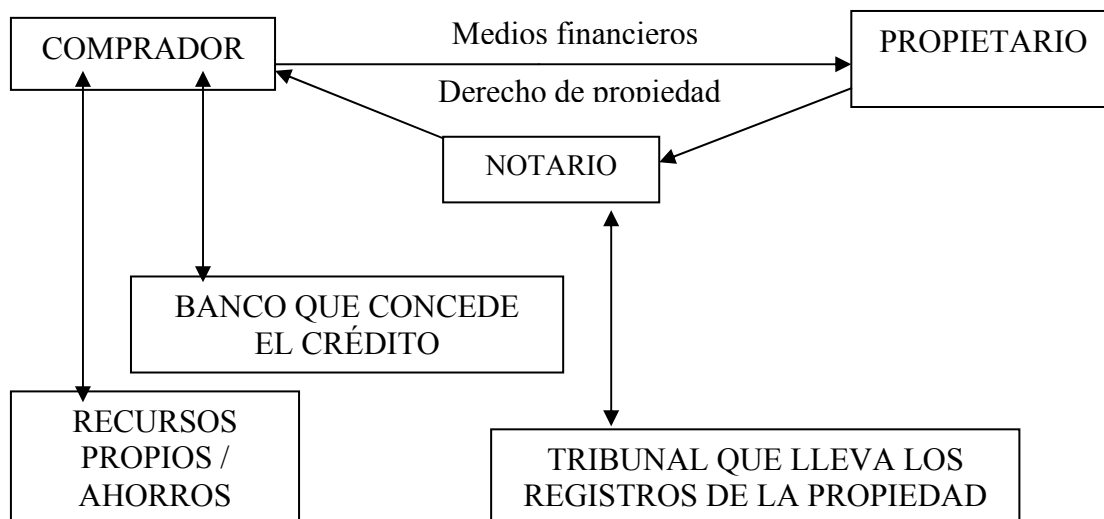 COMPRADOR
Medios financieros
PROPIETARIO
Derecho de propiedad
NOTARIO
BANCO QUE CONCEDE
EL CRÉDITO
RECURSOS
PROPIOS /
AHORROS
TRIBUNAL QUE LLEVA LOS
REGISTROS DE LA PROPIEDAD